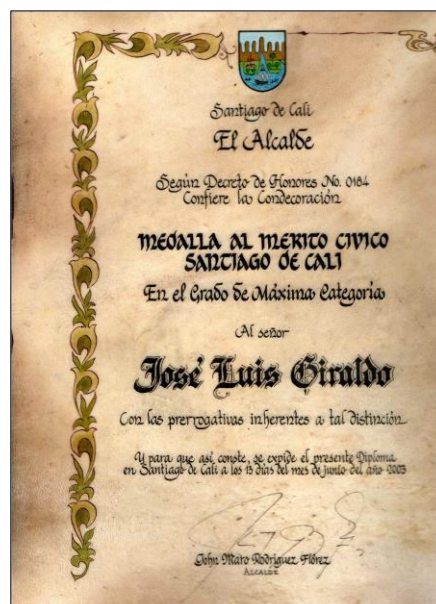 Santiago de Cali
El Alcalde
Según Decreto de Honores No. 0184
Confiere la Condecoración
MEDALLA AL MERITO CIVICO
SANTIAGO DE CALI
En el Grado de Máxima Categoría
Al señor
José Luis Giraldo
Con las prerrogativas inherentes a tal distinción
Y para que así conste, se expide el presente Diploma
en Santiago de Cali a los 13 días del mes de junio del año 2003
John Maro Rodríguez Flórez
ALCALDE